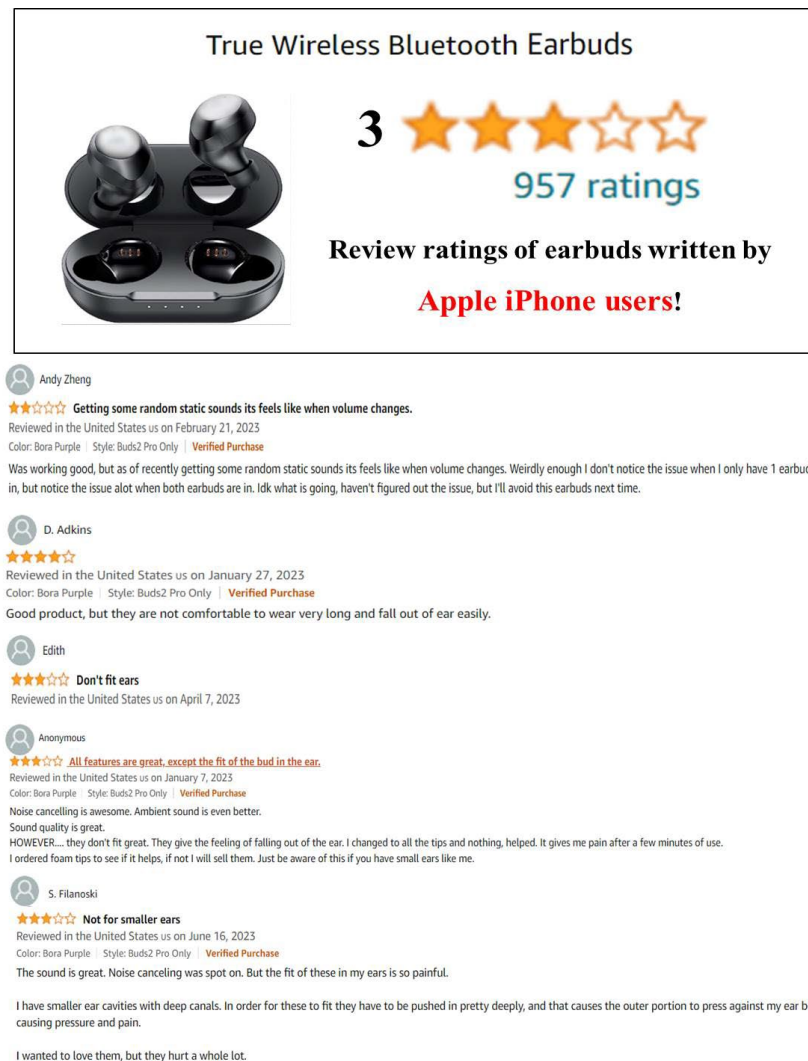 True Wireless Bluetooth Earbuds
3
957 ratings
Review ratings of earbuds written by
Apple iPhone users!
Andy Zheng
Getting some random static sounds its feels like when volume changes.
Reviewed in the United States us on February 21, 2023
Color: Bora Purple | Style: Buds2 Pro Only | Verified Purchase
Was working good, but as of recently getting some random static sounds its feels like when volume changes. Weirdly enough I don't notice the issue when I only have 1 earbud
in, but notice the issue alot when both earbuds are in. Idk what is going, haven't figured out the issue, but I'll avoid this earbuds next time.
D. Adkins
Reviewed in the United States us on January 27, 2023
Color: Bora Purple | Style: Buds2 Pro Only | Verified Purchase
Good product, but they are not comfortable to wear very long and fall out of ear easily.
Edith
Don't fit ears
Reviewed in the United States us on April 7, 2023
Anonymous
All features are great, except the fit of the bud in the ear.
Reviewed in the United States us on January 7, 2023
Color: Bora Purple | Style: Buds2 Pro Only | Verified Purchase
Noise cancelling is awesome. Ambient sound is even better.
Sound quality is great.
HOWEVER.... they don't fit great. They give the feeling of falling out of the ear. I changed to all the tips and nothing, helped. It gives me pain after a few minutes of use.
I ordered foam tips to see if it helps, if not I will sell them. Just be aware of this if you have small ears like me.
S. Filanoski
Not for smaller ears
Reviewed in the United States us on June 16, 2023
Color: Bora Purple | Style: Buds2 Pro Only | Verified Purchase
The sound is great. Noise canceling was spot on. But the fit of these in my ears is so painful.
I have smaller ear cavities with deep canals. In order for these to fit they have to be pushed in pretty deeply, and that causes the outer portion to press against my ear
causing pressure and pain.
I wanted to love them, but they hurt a whole lot.